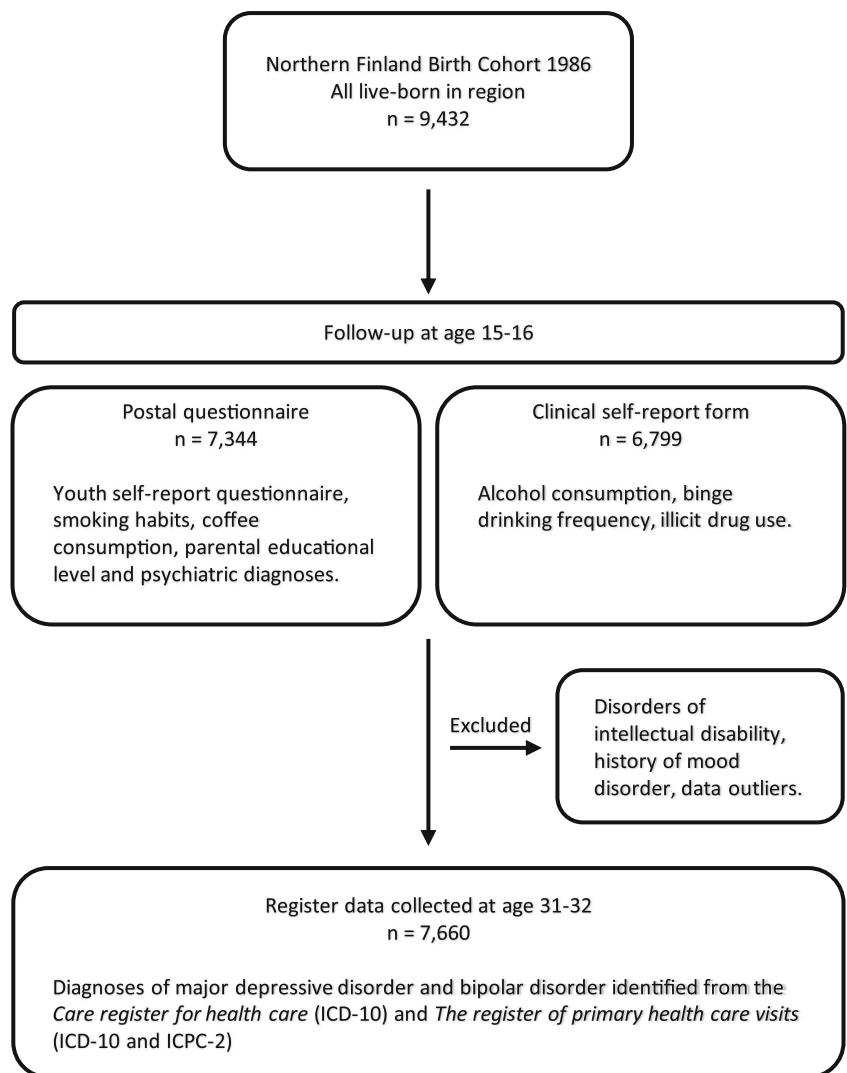 Northern Finland Birth Cohort 1986
All live-born in region
n = 9,432
Follow-up at age 15-16
Postal questionnaire
n = 7,344
Youth self-report questionnaire,
smoking habits, coffee
consumption, parental educational
level and psychiatric diagnoses.
Clinical self-report form
n = 6,799
Alcohol consumption, binge
drinking frequency, illicit drug use.
Excluded
Disorders of
intellectual disability,
history of mood
disorder, data outliers.
Register data collected at age 31-32
n = 7,660
Diagnoses of major depressive disorder and bipolar disorder identified from the
Care register for health care (ICD-10) and The register of primary health care visits
(ICD-10 and ICPC-2)